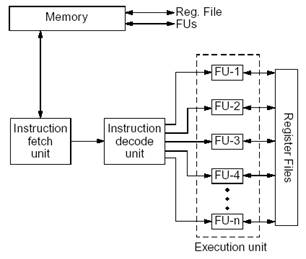 Memory
Reg. File
FUs
Instruction
fetch
unit
Instruction
decode
unit
FU-1
FU-2
FU-3
FU-4
FU-n
Register Files
Execution unit